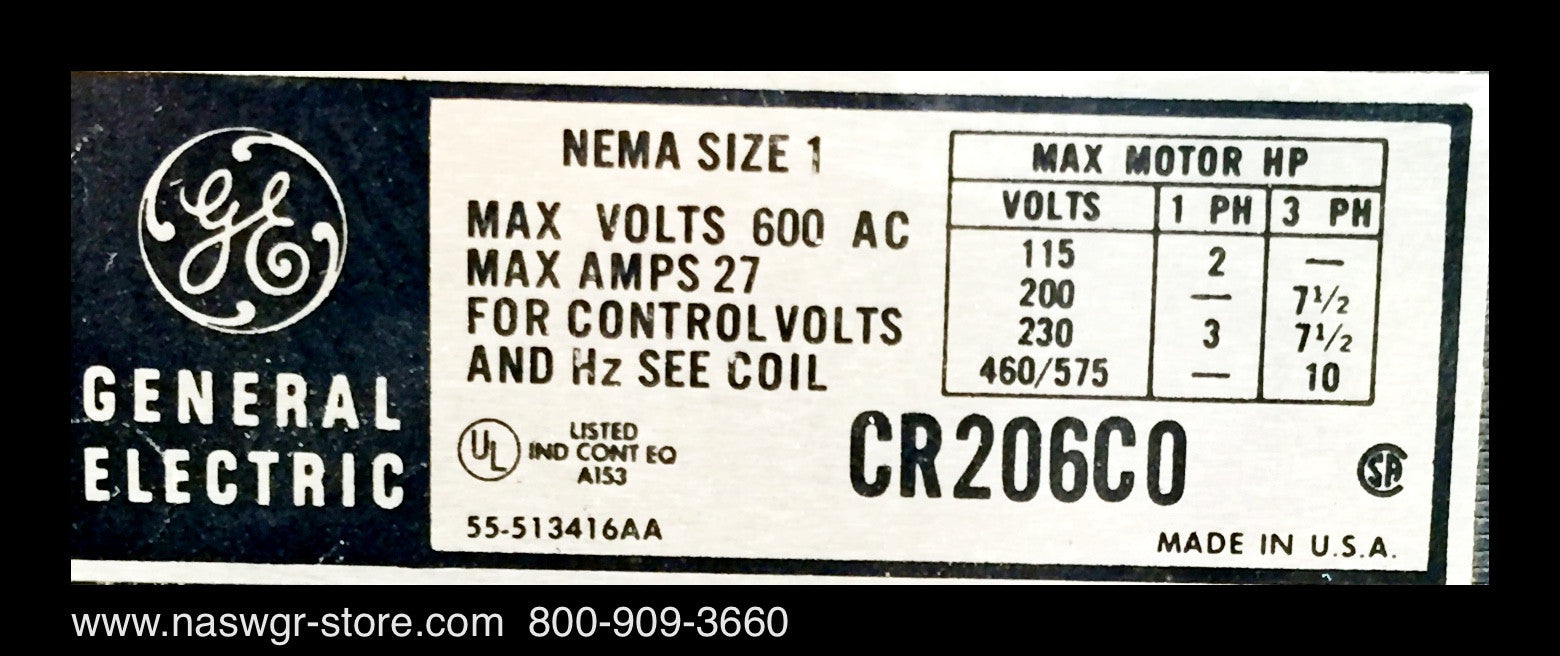 GE
GENERAL
ELECTRIC
NEMA SIZE 1
MAX VOLTS 600 AC
MAX AMPS 27
FOR CONTROL VOLTS
AND Hz SEE COIL
MAX MOTOR HP
VOLTS 1 PH 3 PH
115 2 —
200 — 7½
230 3 7½
460/575 — 10
UL
LISTED
IND CONT EQ
A153
CR206C0
SA
55-513416AA
MADE IN U.S.A.
www.naswgr-store.com 800-909-3660